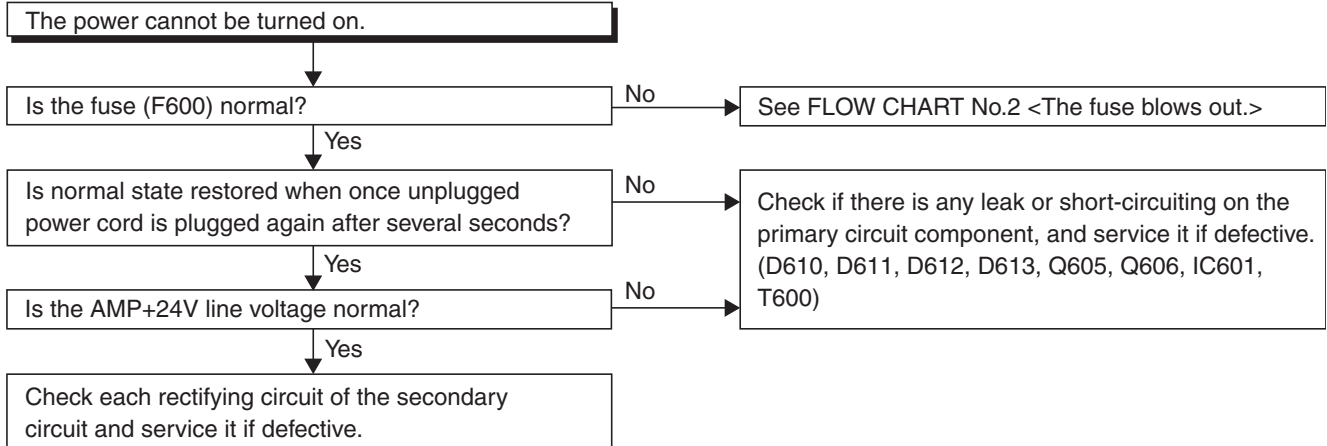 The power cannot be turned on.
Is the fuse (F600) normal?
No
See FLOW CHART No.2 <The fuse blows out.>
Yes
Is normal state restored when once unplugged
power cord is plugged again after several seconds?
No
Check if there is any leak or short-circuiting on the
primary circuit component, and service it if defective.
(D610, D611, D612, D613, Q605, Q606, IC601,
T600)
Yes
Is the AMP+24V line voltage normal?
No
Yes
Check each rectifying circuit of the secondary
circuit and service it if defective.